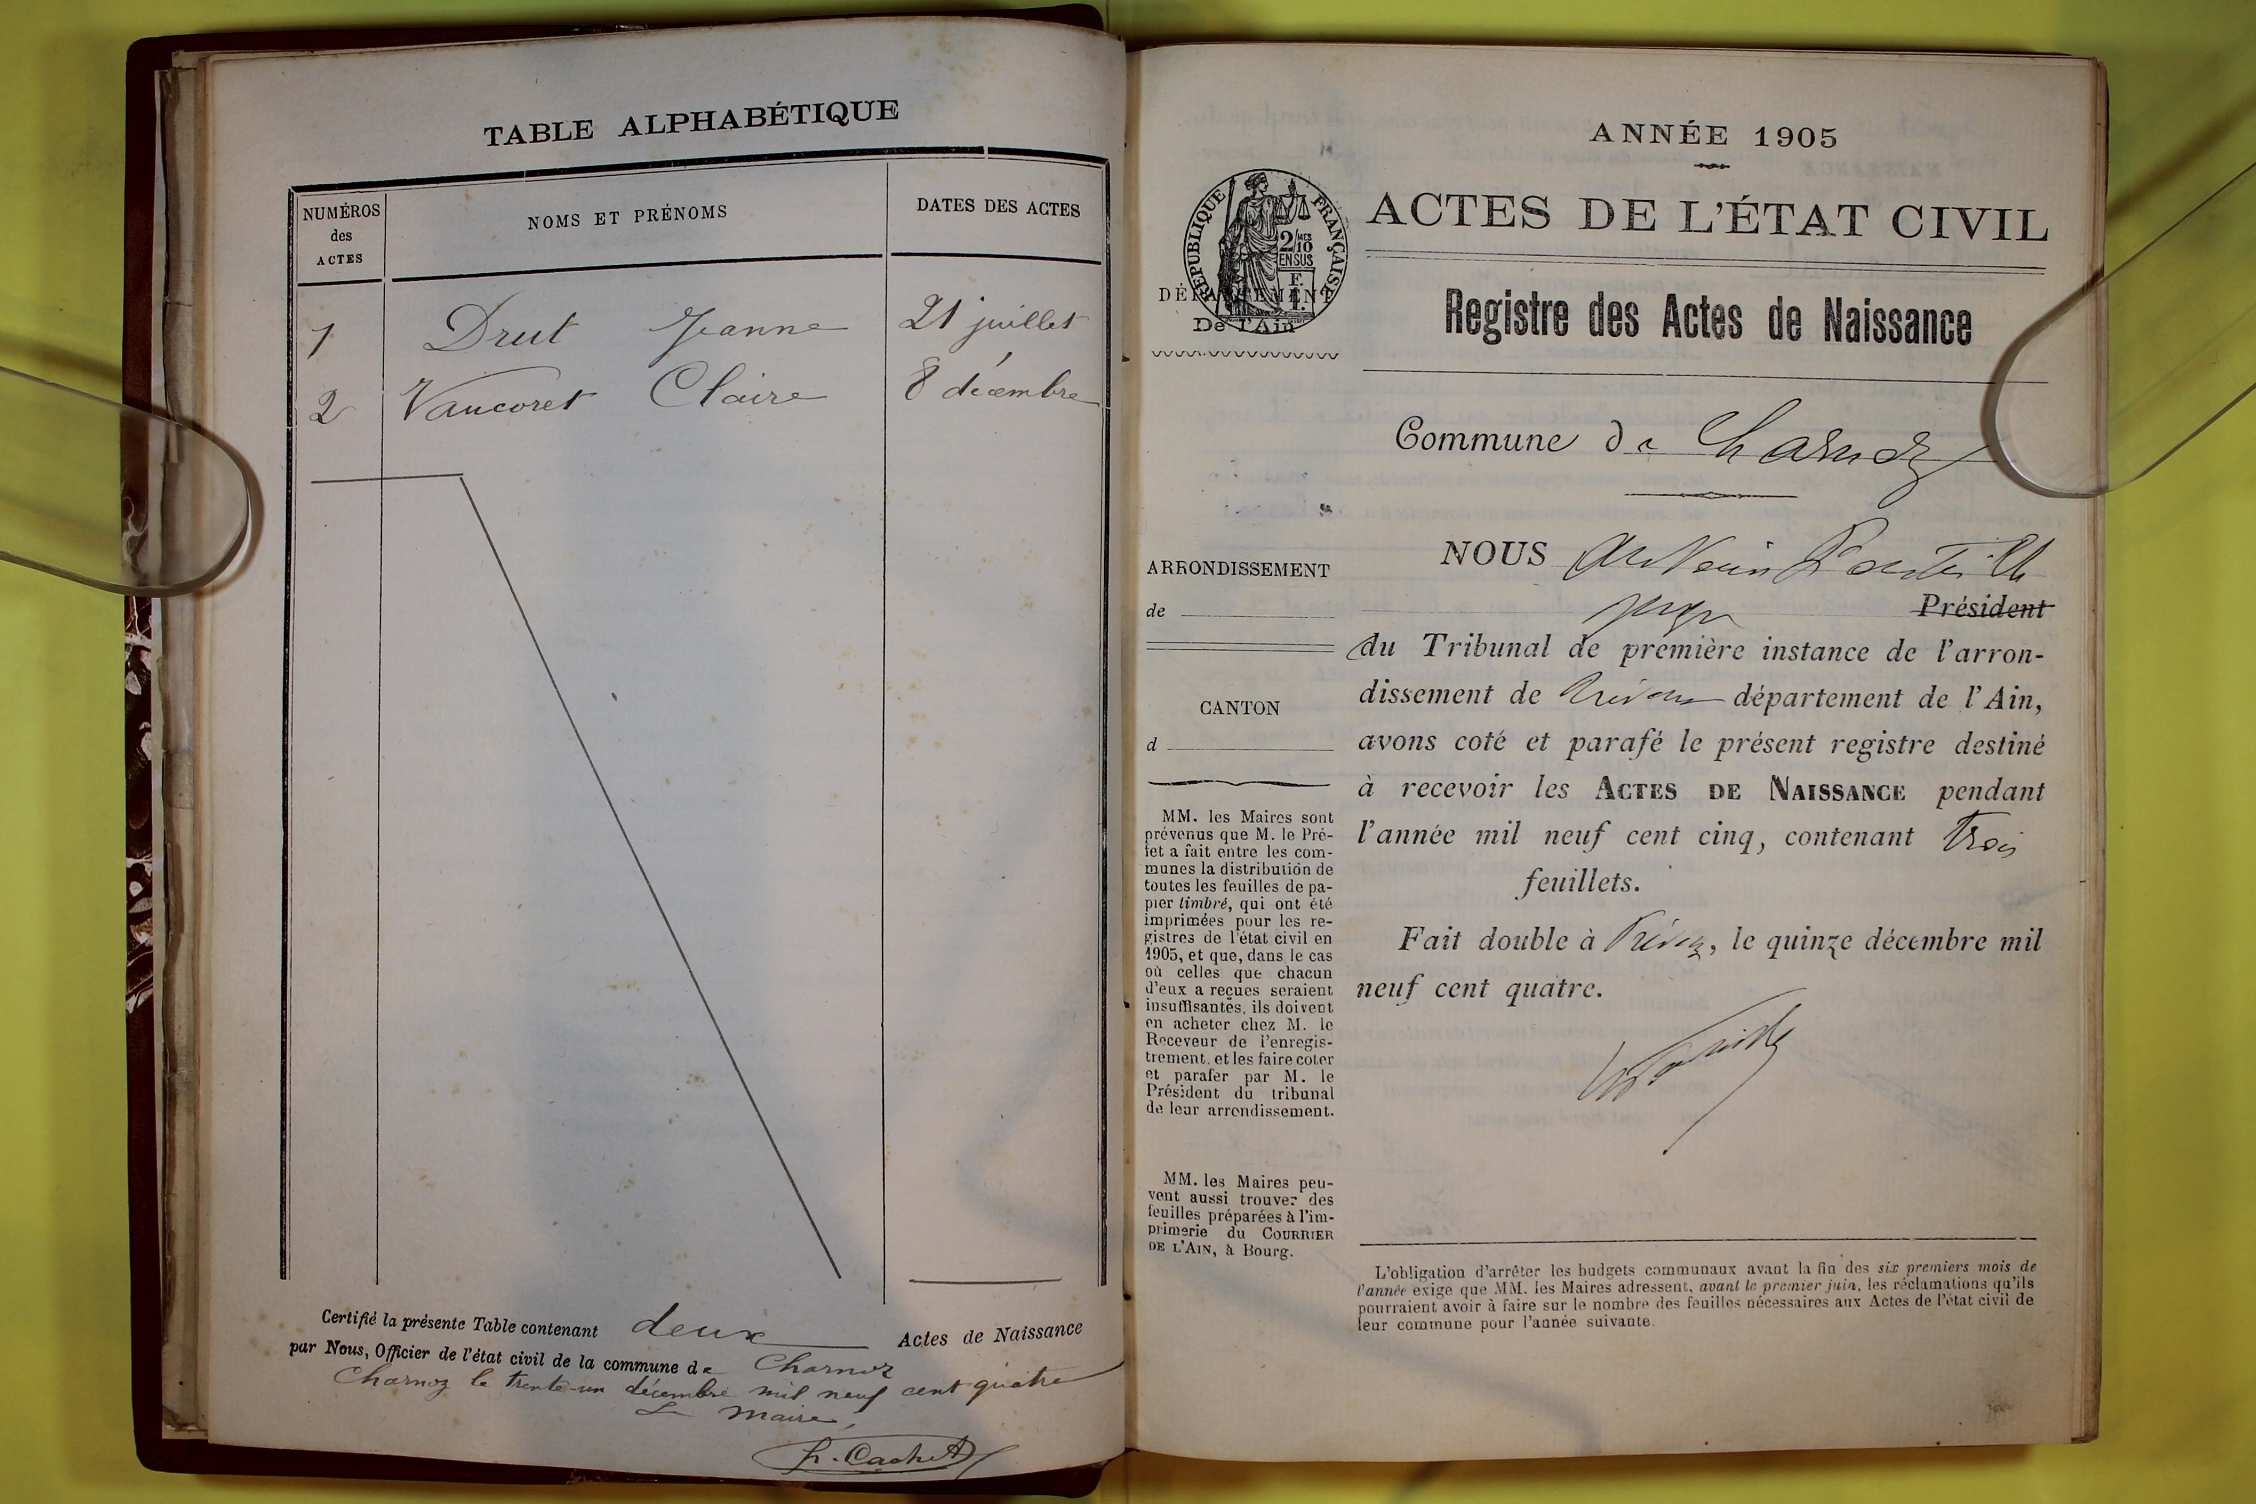 TABLE ALPHABÉTIQUE
NUMÉROS
des
ACTES
NOMS ET PRÉNOMS
DATES DES ACTES
1 Drut Jeanne 21 juillet
2 Vaucoret Claire 8 décembre
Certifié la présente Table contenant deux Actes de Naissance
par Nous, Officier de l'état civil de la commune de Charnoz
Charnoz le trente-un décembre mil neuf cent quatre
Le Maire,
Cachet
ANNÉE 1905
ACTES DE L'ÉTAT CIVIL
RÉPUBLIQUE FRANÇAISE
2/10 MES
EN SUS
DÉPARTEMENT
De l'Ain
Registre des Actes de Naissance
Commune de Charnoz
ARRONDISSEMENT
de
CANTON
d
MM. les Maires sont
prévenus que M. le Pré-
fet a fait entre les com-
munes la distribution de
toutes les feuilles de pa-
pier timbré, qui ont été
imprimées pour les re-
gistres de l'état civil en
1905, et que, dans le cas
où celles que chacun
d'eux a reçues seraient
insuffisantes, ils doivent
en acheter chez M. le
Receveur de l'enregis-
trement, et les faire coter
et parafer par M. le
Président du tribunal
de leur arrondissement.
MM. les Maires peu-
vent aussi trouver des
feuilles préparées à l'im-
primerie du COURRIER
DE L'AIN, à Bourg.
NOUS
juge Président
du Tribunal de première instance de l'arron-
dissement de Trévoux département de l'Ain,
avons coté et parafé le présent registre destiné
à recevoir les ACTES DE NAISSANCE pendant
l'année mil neuf cent cinq, contenant trois
feuillets.
Fait double à Trévoux, le quinze décembre mil
neuf cent quatre.
L'obligation d'arrêter les budgets communaux avant la fin des six premiers mois de
l'année exige que MM. les Maires adressent, avant le premier juin, les réclamations qu'ils
pourraient avoir à faire sur le nombre des feuilles nécessaires aux Actes de l'état civil de
leur commune pour l'année suivante.